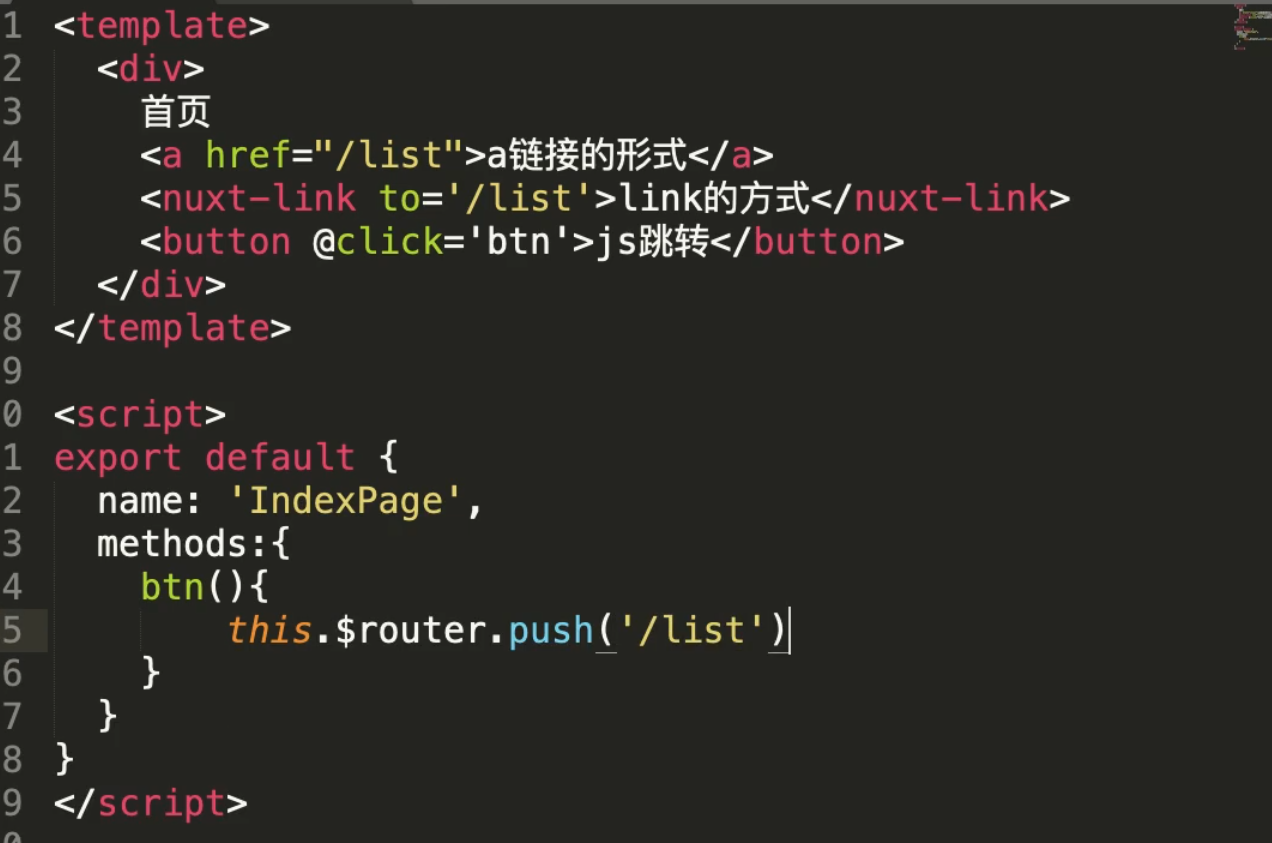 1 <template>
2 <div>
3 首页
4 <a href="/list">a链接的形式</a>
5 <nuxt-link to='/list'>link的方式</nuxt-link>
6 <button @click='btn'>js跳转</button>
7 </div>
8 </template>
9
0 <script>
1 export default {
2 name: 'IndexPage',
3 methods:{
4 btn(){
5 this.$router.push('/list')
6 }
7 }
8 }
9 </script>
0